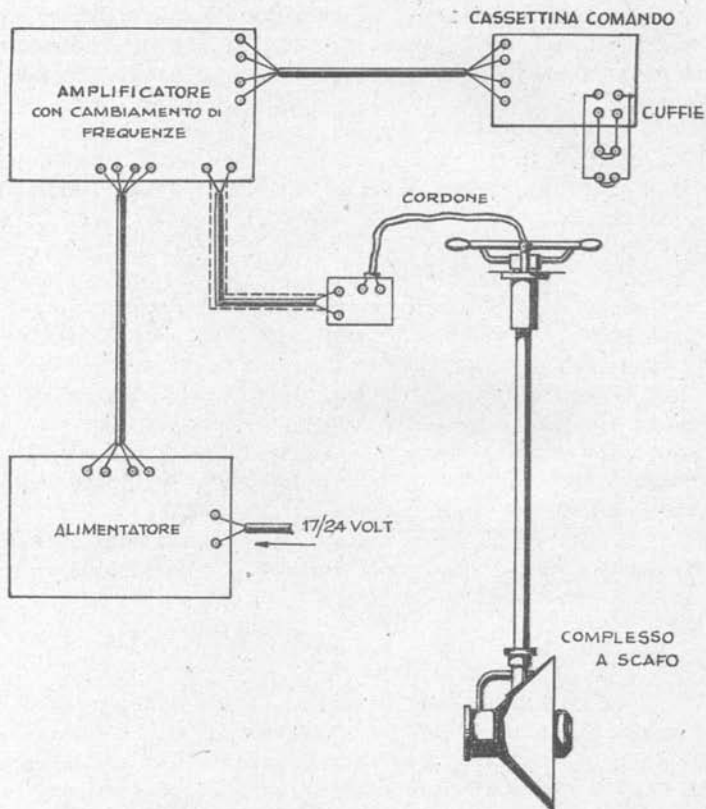 CASSETTINA COMANDO
AMPLIFICATORE
CON CAMBIAMENTO DI
FREQUENZE
CUFFIE
CORDONE
ALIMENTATORE
17/24 VOLT
COMPLESSO
A SCAFO